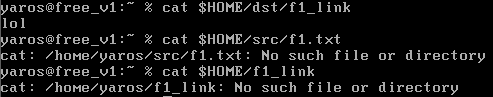 yaros@free_v1:~ % cat $HOME/dst/f1_link
lol
yaros@free_v1:~ % cat $HOME/src/f1.txt
cat: /home/yaros/src/f1.txt: No such file or directory
yaros@free_v1:~ % cat $HOME/f1_link
cat: /home/yaros/f1_link: No such file or directory